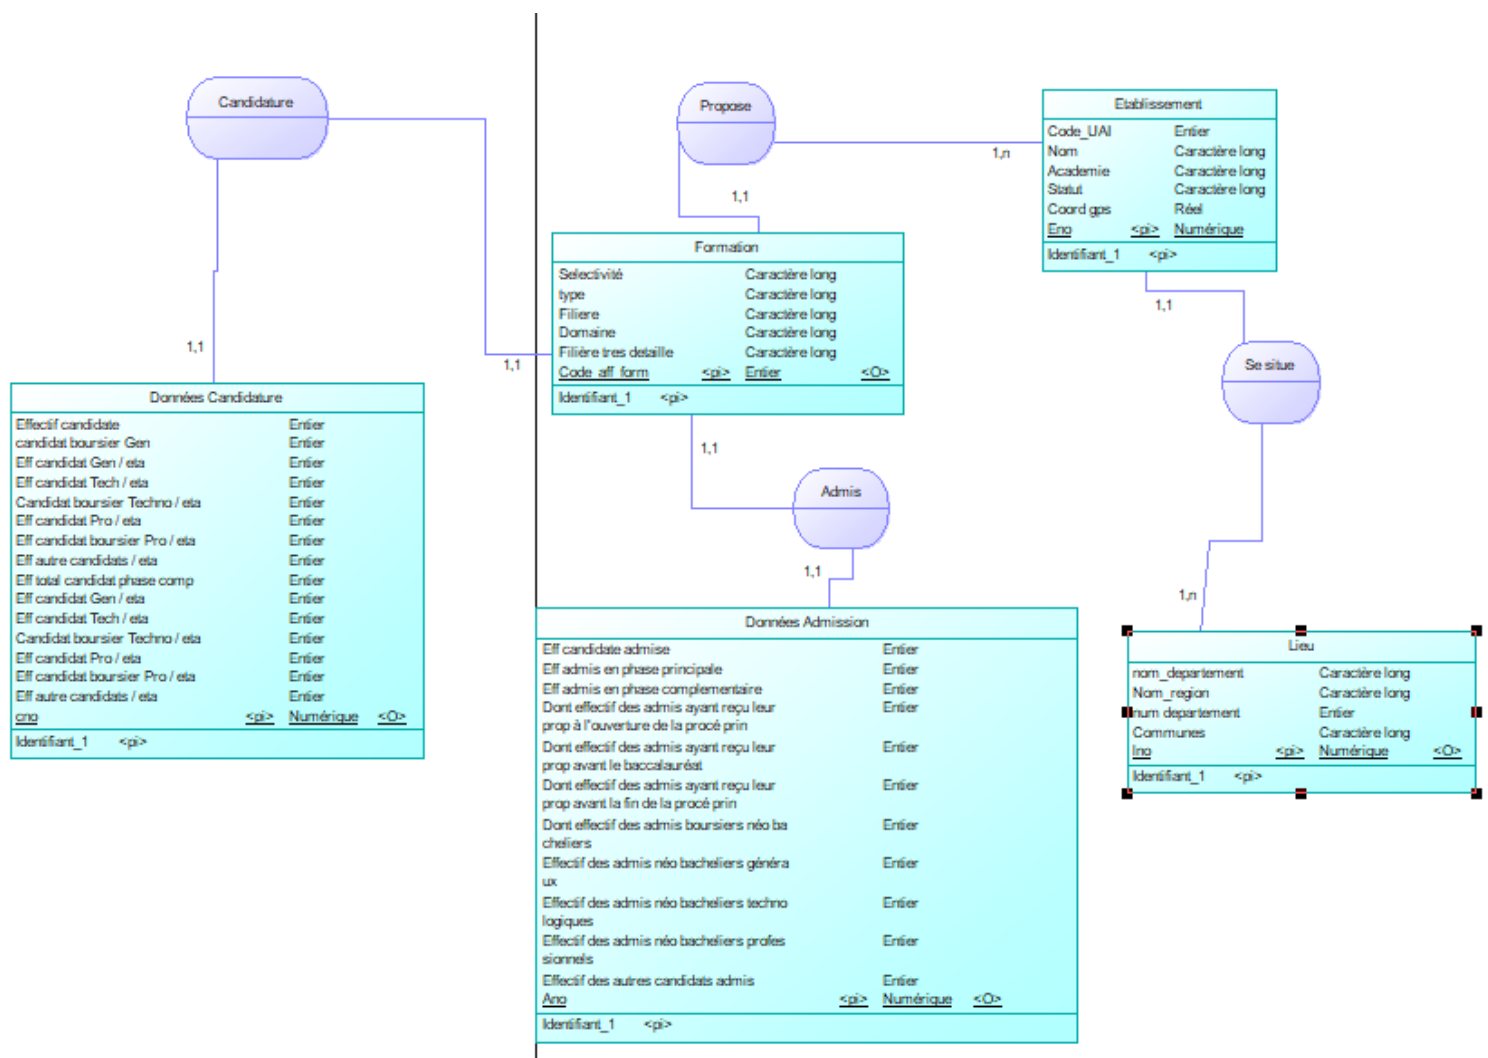 Candidature
1,1
1,1
Données Candidature
Effectif candidate Entier
candidat boursier Gen Entier
Eff candidat Gen / eta Entier
Eff candidat Tech / eta Entier
Candidat boursier Techno / eta Entier
Eff candidat Pro / eta Entier
Eff candidat boursier Pro / eta Entier
Eff autre candidats / eta Entier
Eff total candidat phase comp Entier
Eff candidat Gen / eta Entier
Eff candidat Tech / eta Entier
Candidat boursier Techno / eta Entier
Eff candidat Pro / eta Entier
Eff candidat boursier Pro / eta Entier
Eff autre candidats / eta Entier
cno <pi> Numérique <O>
Identifiant_1 <pi>
Propose
1,n
1,1
Etablissement
Code_UAI Entier
Nom Caractère long
Academie Caractère long
Statut Caractère long
Coord gps Réel
Eno <pi> Numérique
Identifiant_1 <pi>
Formation
Selectivité Caractère long
type Caractère long
Filiere Caractère long
Domaine Caractère long
Filière tres detaille Caractère long
Code_aff_form <pi> Entier <O>
Identifiant_1 <pi>
1,1
Se situe
1,n
1,1
Admis
1,1
Données Admission
Eff candidate admise Entier
Eff admis en phase principale Entier
Eff admis en phase complementaire Entier
Dont effectif des admis ayant reçu leur Entier
prop à l'ouverture de la procé prin
Dont effectif des admis ayant reçu leur Entier
prop avant le baccalauréat
Dont effectif des admis ayant reçu leur Entier
prop avant la fin de la procé prin
Dont effectif des admis boursiers néo ba Entier
cheliers
Effectif des admis néo bacheliers généra Entier
ux
Effectif des admis néo bacheliers techno Entier
logiques
Effectif des admis néo bacheliers profes Entier
sionnels
Effectif des autres candidats admis Entier
Ano <pi> Numérique <O>
Identifiant_1 <pi>
Lieu
nom_departement Caractère long
Nom_region Caractère long
num departement Entier
Communes Caractère long
lno <pi> Numérique <O>
Identifiant_1 <pi>